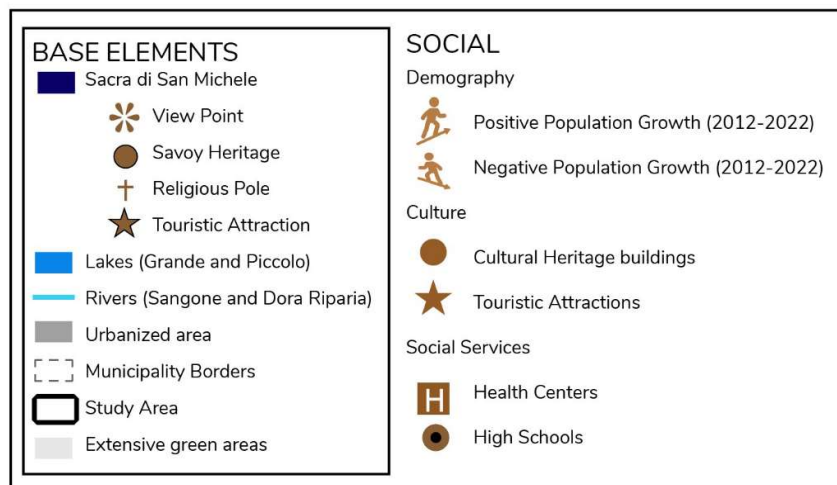 BASE ELEMENTS
Sacra di San Michele
View Point
Savoy Heritage
Religious Pole
Touristic Attraction
Lakes (Grande and Piccolo)
Rivers (Sangone and Dora Riparia)
Urbanized area
Municipality Borders
Study Area
Extensive green areas
SOCIAL
Demography
Positive Population Growth (2012-2022)
Negative Population Growth (2012-2022)
Culture
Cultural Heritage buildings
Touristic Attractions
Social Services
H Health Centers
High Schools